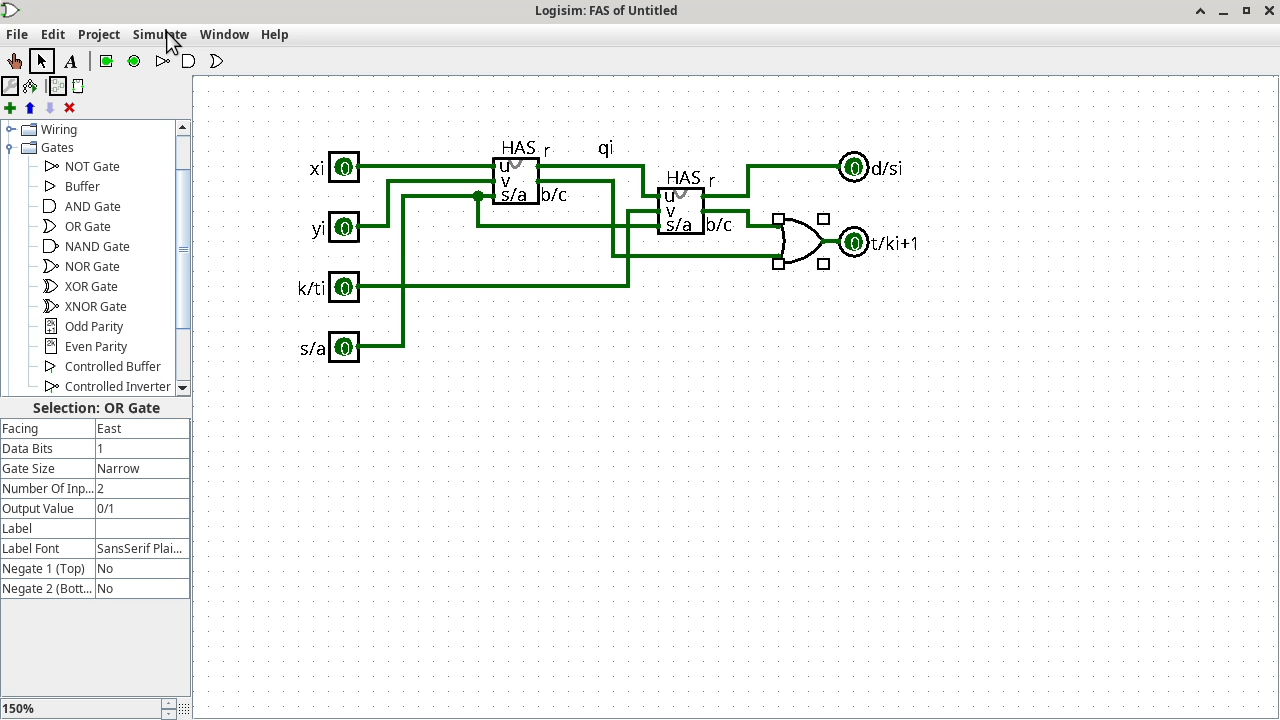 Logisim: FAS of Untitled
File Edit Project Simulate Window Help
A
Wiring
Gates
NOT Gate
Buffer
AND Gate
OR Gate
NAND Gate
NOR Gate
XOR Gate
XNOR Gate
Odd Parity
Even Parity
Controlled Buffer
Controlled Inverter
Selection: OR Gate
Facing East
Data Bits 1
Gate Size Narrow
Number Of Inp... 2
Output Value 0/1
Label
Label Font SansSerif Plai...
Negate 1 (Top) No
Negate 2 (Bott... No
150%
HAS r qi
xi 0 u 0 d/si
v HAS r
s/a b/c u
yi 0 v
s/a b/c
0 t/ki+1
k/ti 0
s/a 0